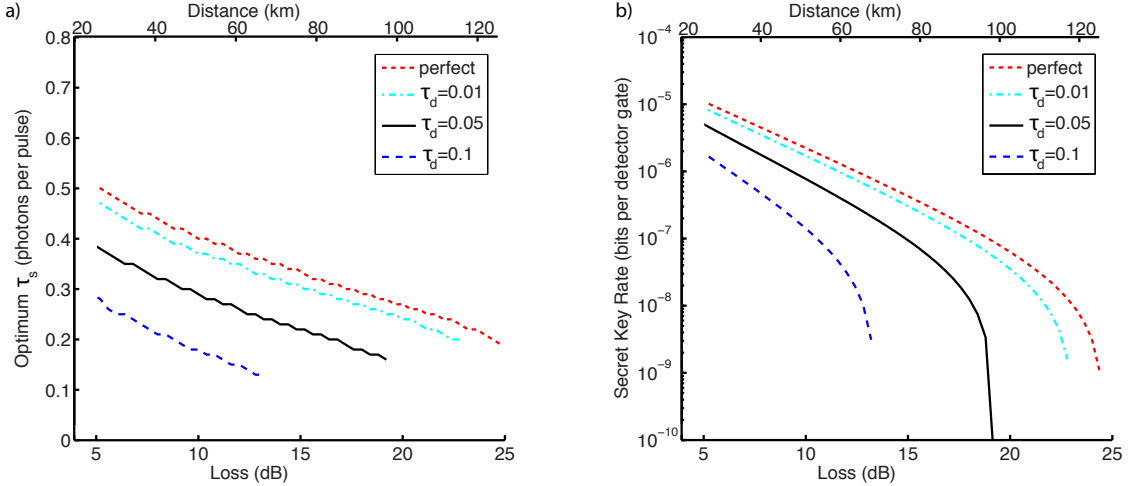 a)
Distance (km)
20 40 60 80 100 120
0.8
0.7
0.6
0.5
0.4
0.3
0.2
0.1
0
Optimum τs (photons per pulse)
perfect
τd=0.01
τd=0.05
τd=0.1
5 10 15 20 25
Loss (dB)
b)
Distance (km)
20 40 60 80 100 120
10−4
10−5
10−6
10−7
10−8
10−9
10−10
Secret Key Rate (bits per detector gate)
perfect
τd=0.01
τd=0.05
τd=0.1
5 10 15 20 25
Loss (dB)